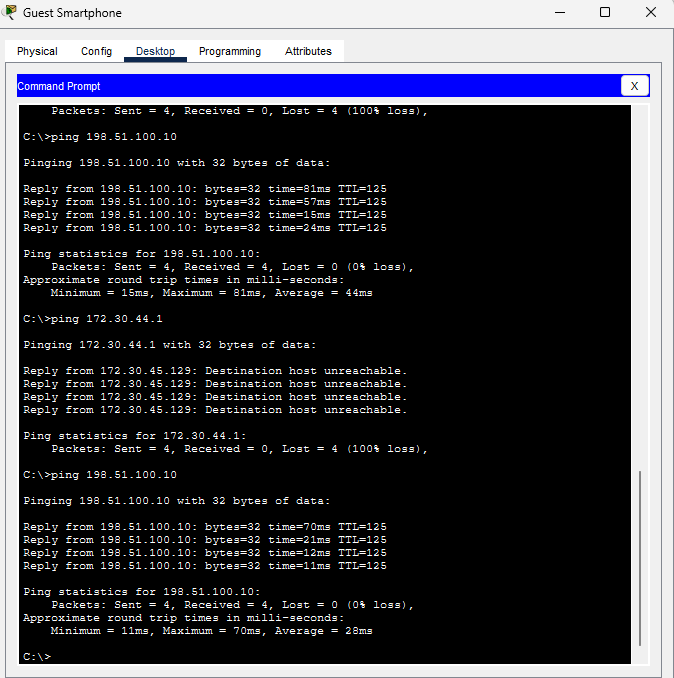 Guest Smartphone
Physical Config Desktop Programming Attributes
Command Prompt X
Packets: Sent = 4, Received = 0, Lost = 4 (100% loss),
C:\>ping 198.51.100.10
Pinging 198.51.100.10 with 32 bytes of data:
Reply from 198.51.100.10: bytes=32 time=81ms TTL=125
Reply from 198.51.100.10: bytes=32 time=57ms TTL=125
Reply from 198.51.100.10: bytes=32 time=15ms TTL=125
Reply from 198.51.100.10: bytes=32 time=24ms TTL=125
Ping statistics for 198.51.100.10:
Packets: Sent = 4, Received = 4, Lost = 0 (0% loss),
Approximate round trip times in milli-seconds:
Minimum = 15ms, Maximum = 81ms, Average = 44ms
C:\>ping 172.30.44.1
Pinging 172.30.44.1 with 32 bytes of data:
Reply from 172.30.45.129: Destination host unreachable.
Reply from 172.30.45.129: Destination host unreachable.
Reply from 172.30.45.129: Destination host unreachable.
Reply from 172.30.45.129: Destination host unreachable.
Ping statistics for 172.30.44.1:
Packets: Sent = 4, Received = 0, Lost = 4 (100% loss),
C:\>ping 198.51.100.10
Pinging 198.51.100.10 with 32 bytes of data:
Reply from 198.51.100.10: bytes=32 time=70ms TTL=125
Reply from 198.51.100.10: bytes=32 time=21ms TTL=125
Reply from 198.51.100.10: bytes=32 time=12ms TTL=125
Reply from 198.51.100.10: bytes=32 time=11ms TTL=125
Ping statistics for 198.51.100.10:
Packets: Sent = 4, Received = 4, Lost = 0 (0% loss),
Approximate round trip times in milli-seconds:
Minimum = 11ms, Maximum = 70ms, Average = 28ms
C:\>